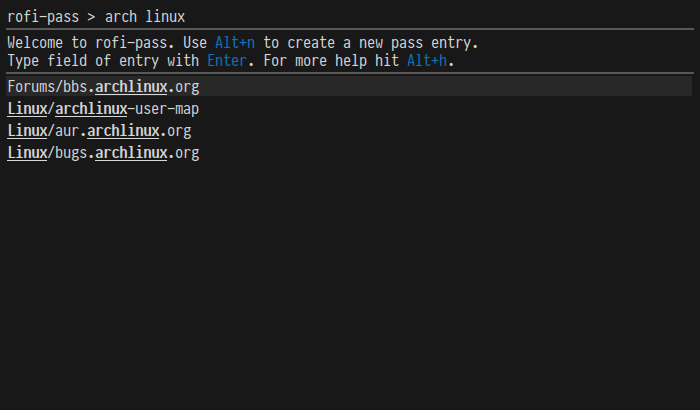 rofi-pass > arch linux
Welcome to rofi-pass. Use Alt+n to create a new pass entry.
Type field of entry with Enter. For more help hit Alt+h.
Forums/bbs.archlinux.org
Linux/archlinux-user-map
Linux/aur.archlinux.org
Linux/bugs.archlinux.org